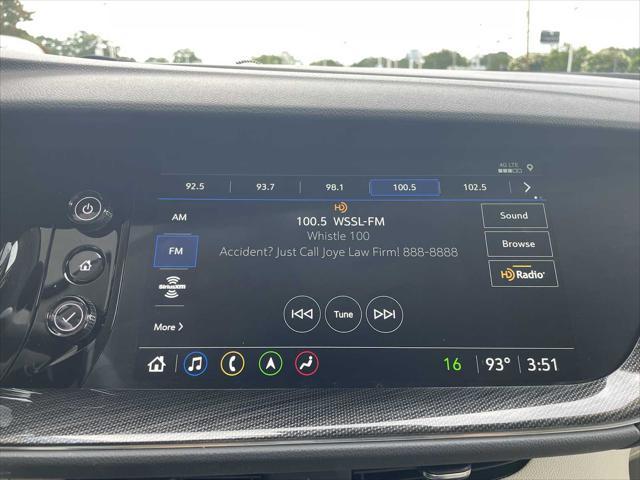 4G LTE
92.5 93.7 98.1 100.5 102.5
HD
AM
100.5 WSSL-FM
Sound
Whistle 100
FM
Accident? Just Call Joye Law Firm! 888-8888
Browse
HD Radio
SiriusXM
Tune
More
16 93° 3:51